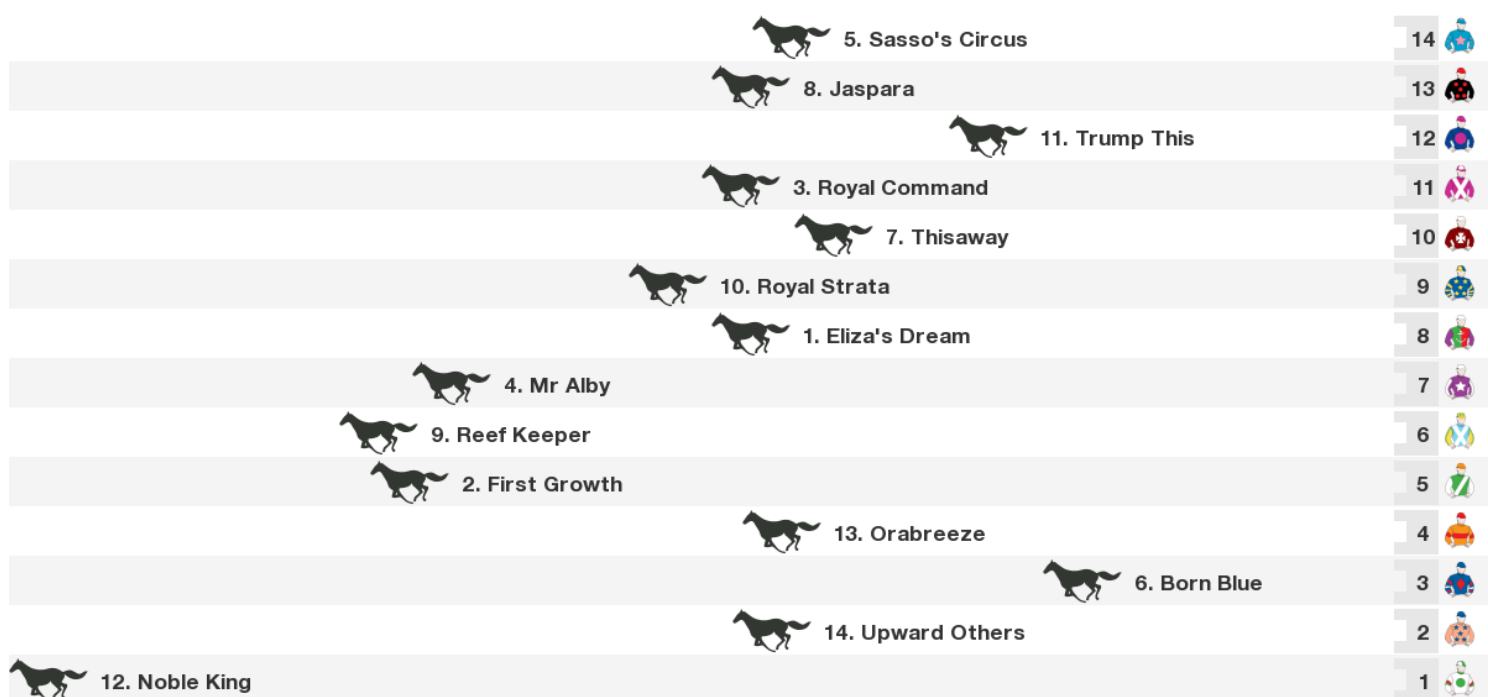 5. Sasso's Circus 14
8. Jaspara 13
11. Trump This 12
3. Royal Command 11
7. Thisaway 10
10. Royal Strata 9
1. Eliza's Dream 8
4. Mr Alby 7
9. Reef Keeper 6
2. First Growth 5
13. Orabreeze 4
6. Born Blue 3
14. Upward Others 2
12. Noble King 1